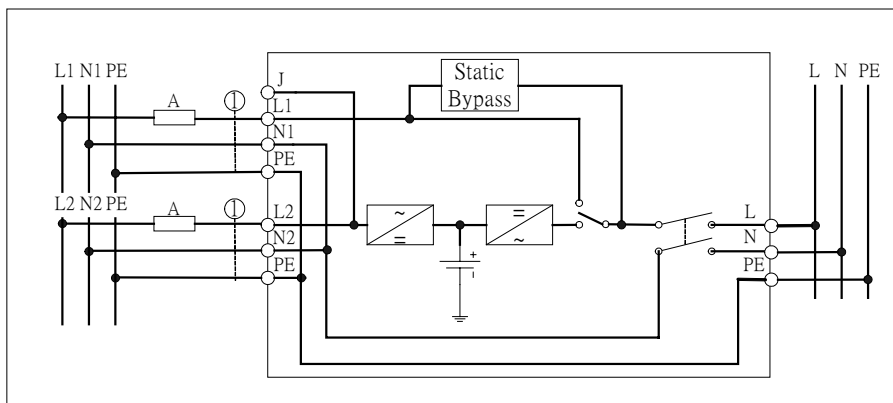 L1 N1 PE
A
①
J
L1
N1
PE
Static
Bypass
L N PE
L2 N2 PE
A
①
L2
N2
PE
~
=
=
~
+
-
L
N
PE